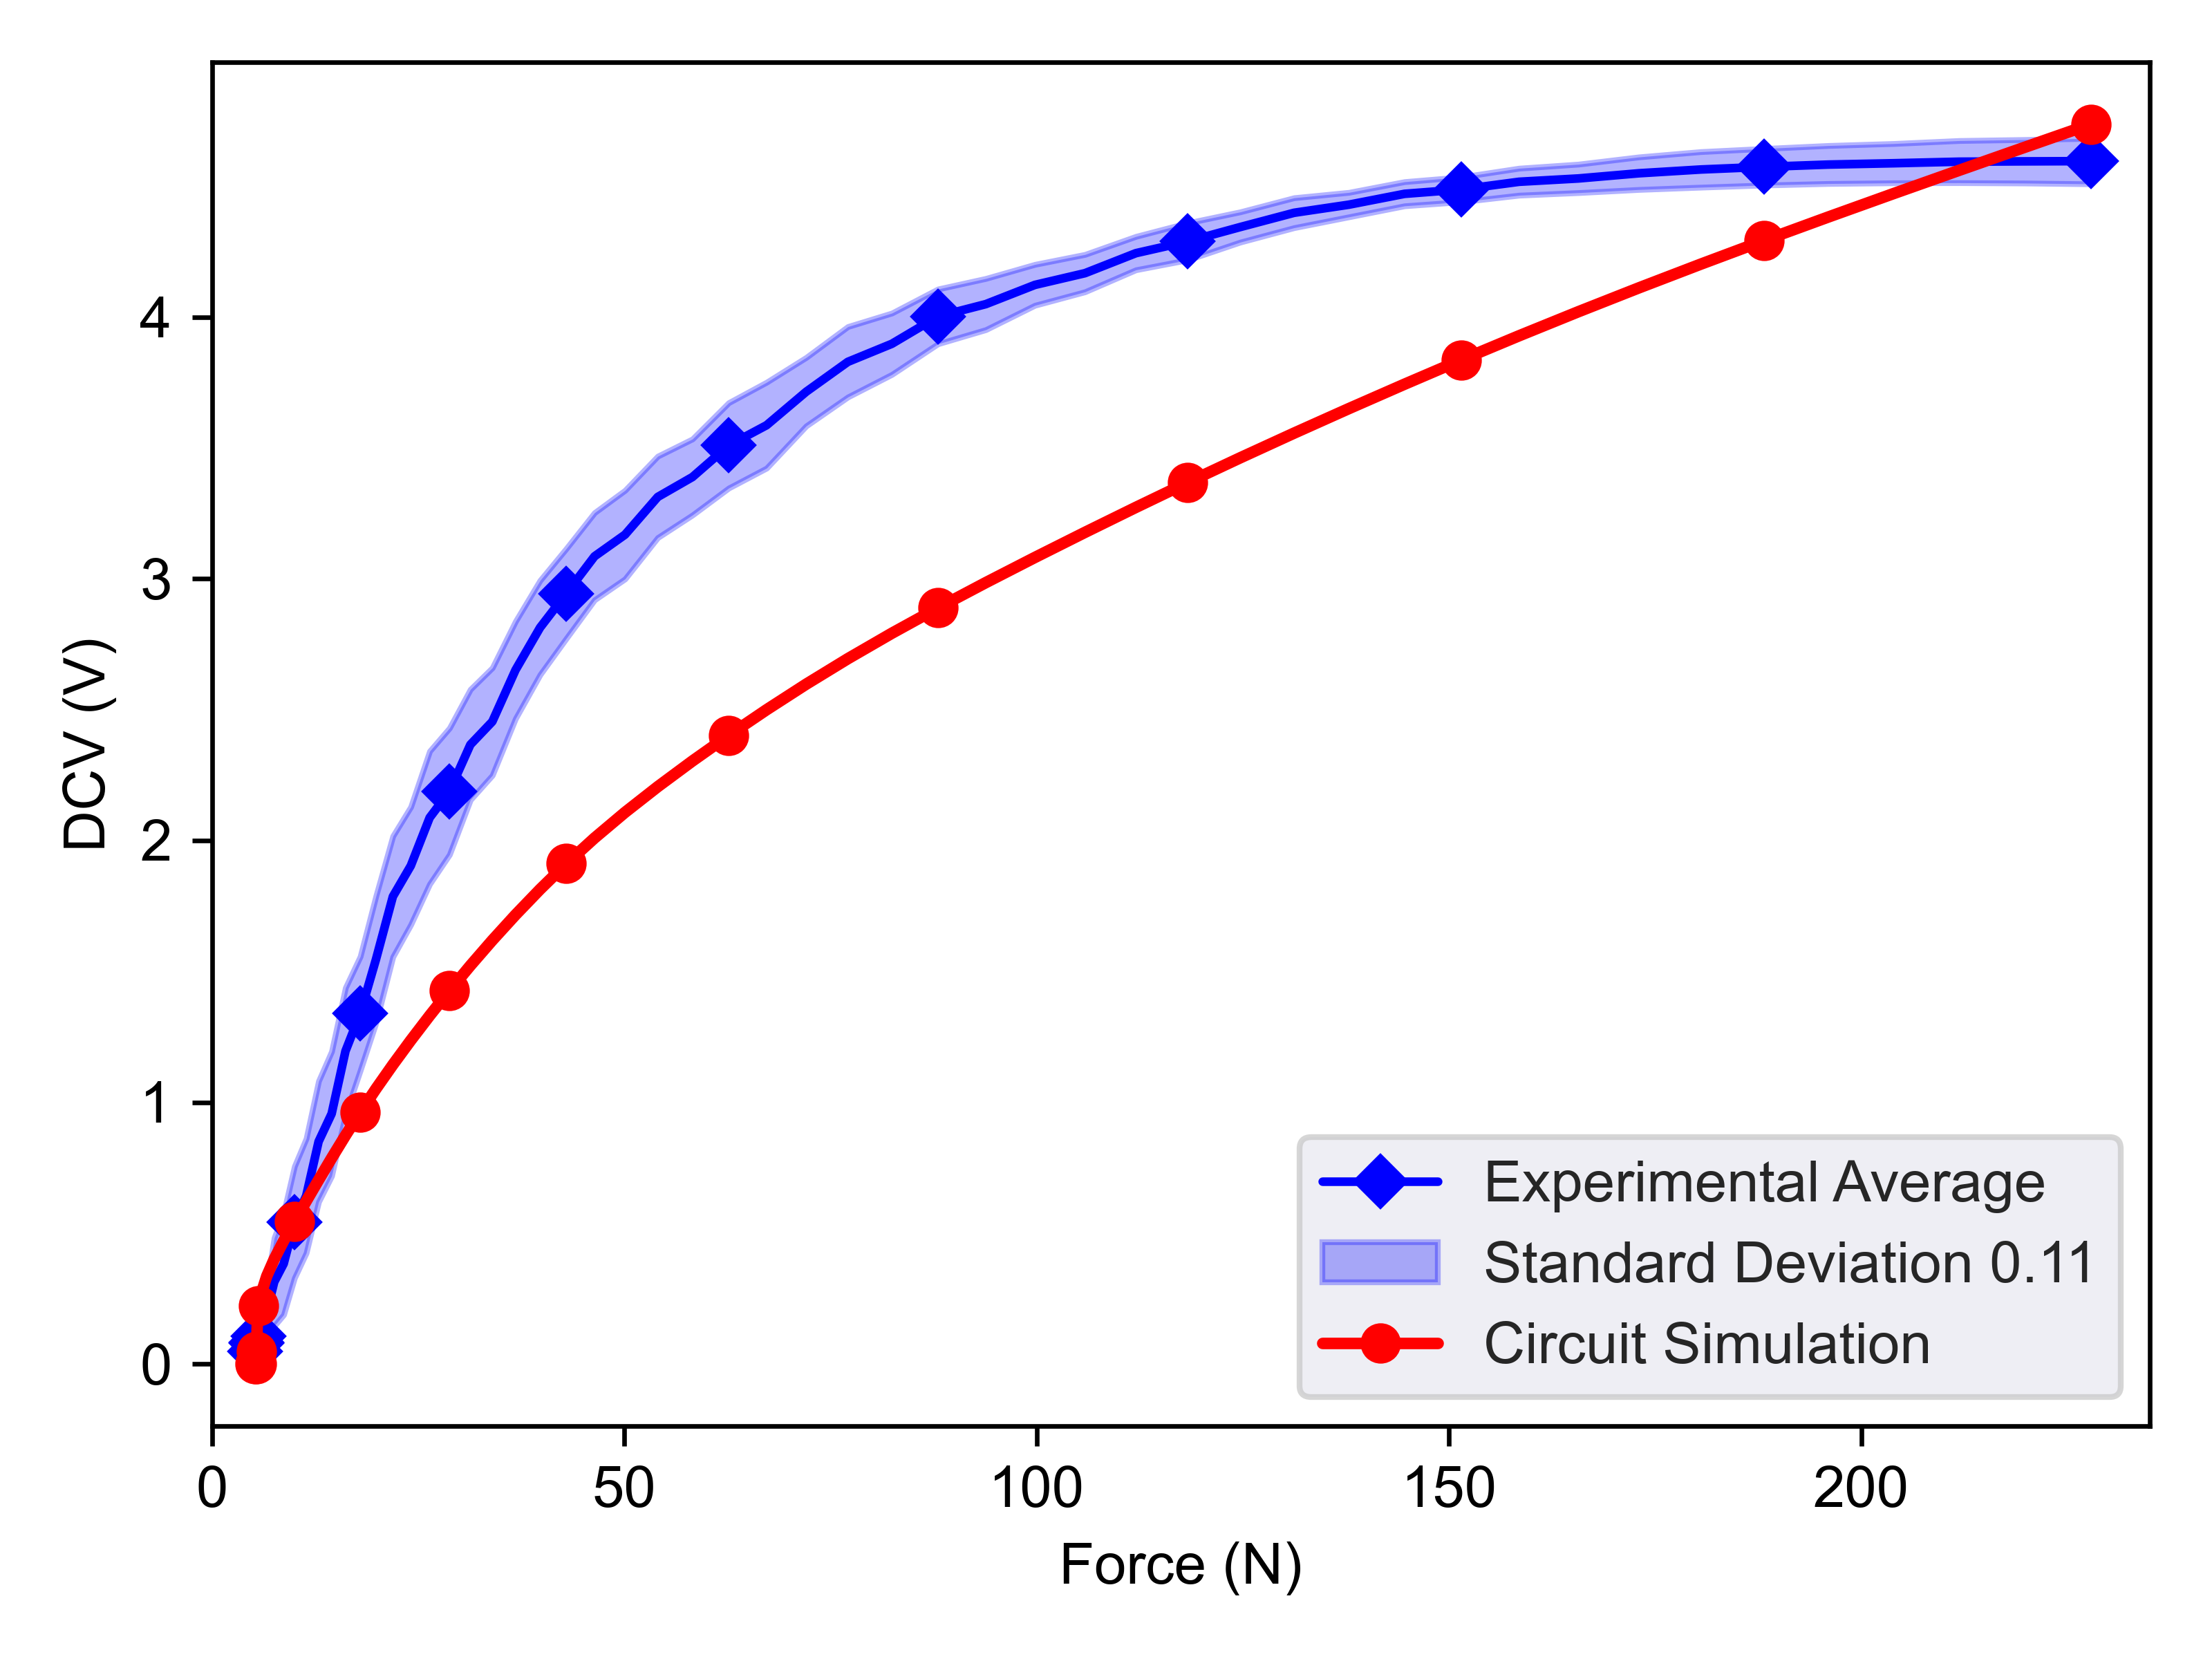 4
3
2
1
0
DCV (V)
0 50 100 150 200
Force (N)
Experimental Average
Standard Deviation 0.11
Circuit Simulation